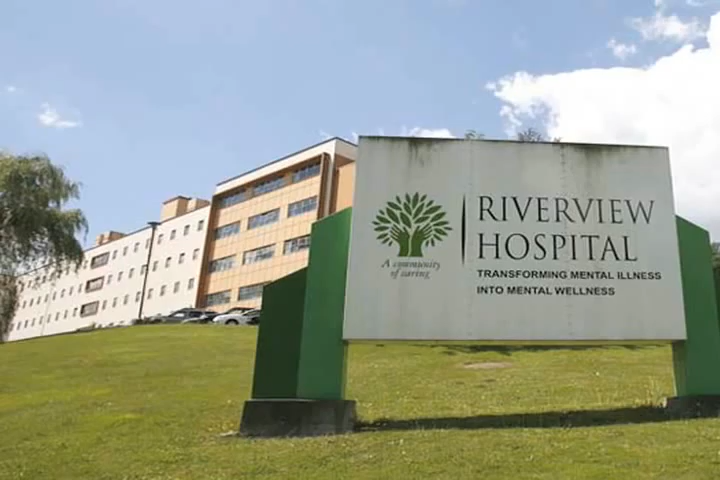 RIVERVIEW
HOSPITAL
A community
of caring
TRANSFORMING MENTAL ILLNESS
INTO MENTAL WELLNESS